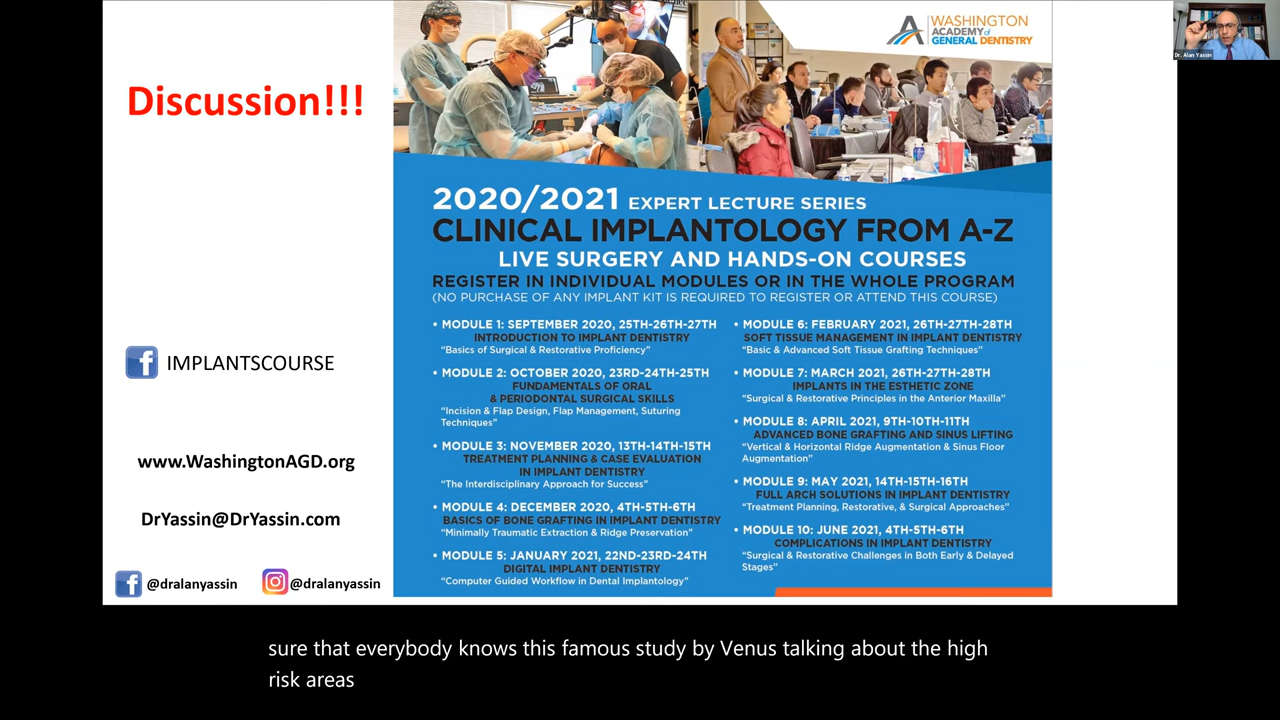 Discussion!!!
IMPLANTSCOURSE
www.WashingtonAGD.org
DrYassin@DrYassin.com
@dralanyassin
@dralanyassin
WASHINGTON
ACADEMY of
GENERAL DENTISTRY
2020/2021 EXPERT LECTURE SERIES
CLINICAL IMPLANTOLOGY FROM A-Z
LIVE SURGERY AND HANDS-ON COURSES
REGISTER IN INDIVIDUAL MODULES OR IN THE WHOLE PROGRAM
(NO PURCHASE OF ANY IMPLANT KIT IS REQUIRED TO REGISTER OR ATTEND THIS COURSE)
• MODULE 1: SEPTEMBER 2020, 25TH-26TH-27TH
INTRODUCTION TO IMPLANT DENTISTRY
"Basics of Surgical & Restorative Proficiency"
• MODULE 2: OCTOBER 2020, 23RD-24TH-25TH
FUNDAMENTALS OF ORAL
& PERIODONTAL SURGICAL SKILLS
"Incision & Flap Design, Flap Management, Suturing
Techniques"
• MODULE 3: NOVEMBER 2020, 13TH-14TH-15TH
TREATMENT PLANNING & CASE EVALUATION
IN IMPLANT DENTISTRY
"The Interdisciplinary Approach for Success"
• MODULE 4: DECEMBER 2020, 4TH-5TH-6TH
BASICS OF BONE GRAFTING IN IMPLANT DENTISTRY
"Minimally Traumatic Extraction & Ridge Preservation"
• MODULE 5: JANUARY 2021, 22ND-23RD-24TH
DIGITAL IMPLANT DENTISTRY
"Computer Guided Workflow in Dental Implantology"
• MODULE 6: FEBRUARY 2021, 26TH-27TH-28TH
SOFT TISSUE MANAGEMENT IN IMPLANT DENTISTRY
"Basic & Advanced Soft Tissue Grafting Techniques"
• MODULE 7: MARCH 2021, 26TH-27TH-28TH
IMPLANTS IN THE ESTHETIC ZONE
"Surgical & Restorative Principles in the Anterior Maxilla"
• MODULE 8: APRIL 2021, 9TH-10TH-11TH
ADVANCED BONE GRAFTING AND SINUS LIFTING
"Vertical & Horizontal Ridge Augmentation & Sinus Floor
Augmentation"
• MODULE 9: MAY 2021, 14TH-15TH-16TH
FULL ARCH SOLUTIONS IN IMPLANT DENTISTRY
"Treatment Planning, Restorative, & Surgical Approaches"
• MODULE 10: JUNE 2021, 4TH-5TH-6TH
COMPLICATIONS IN IMPLANT DENTISTRY
"Surgical & Restorative Challenges in Both Early & Delayed
Stages"
Dr. Alan Yassin
sure that everybody knows this famous study by Venus talking about the high
risk areas